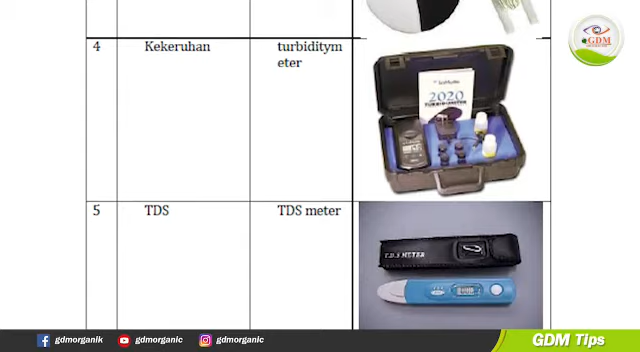 GDM
4
Kekeruhan
turbiditym
eter
2020
TURBIDIMETER
5
TDS
TDS meter
T.D.S METER
gdmorganik
gdmorganic
gdmorganic
GDM Tips